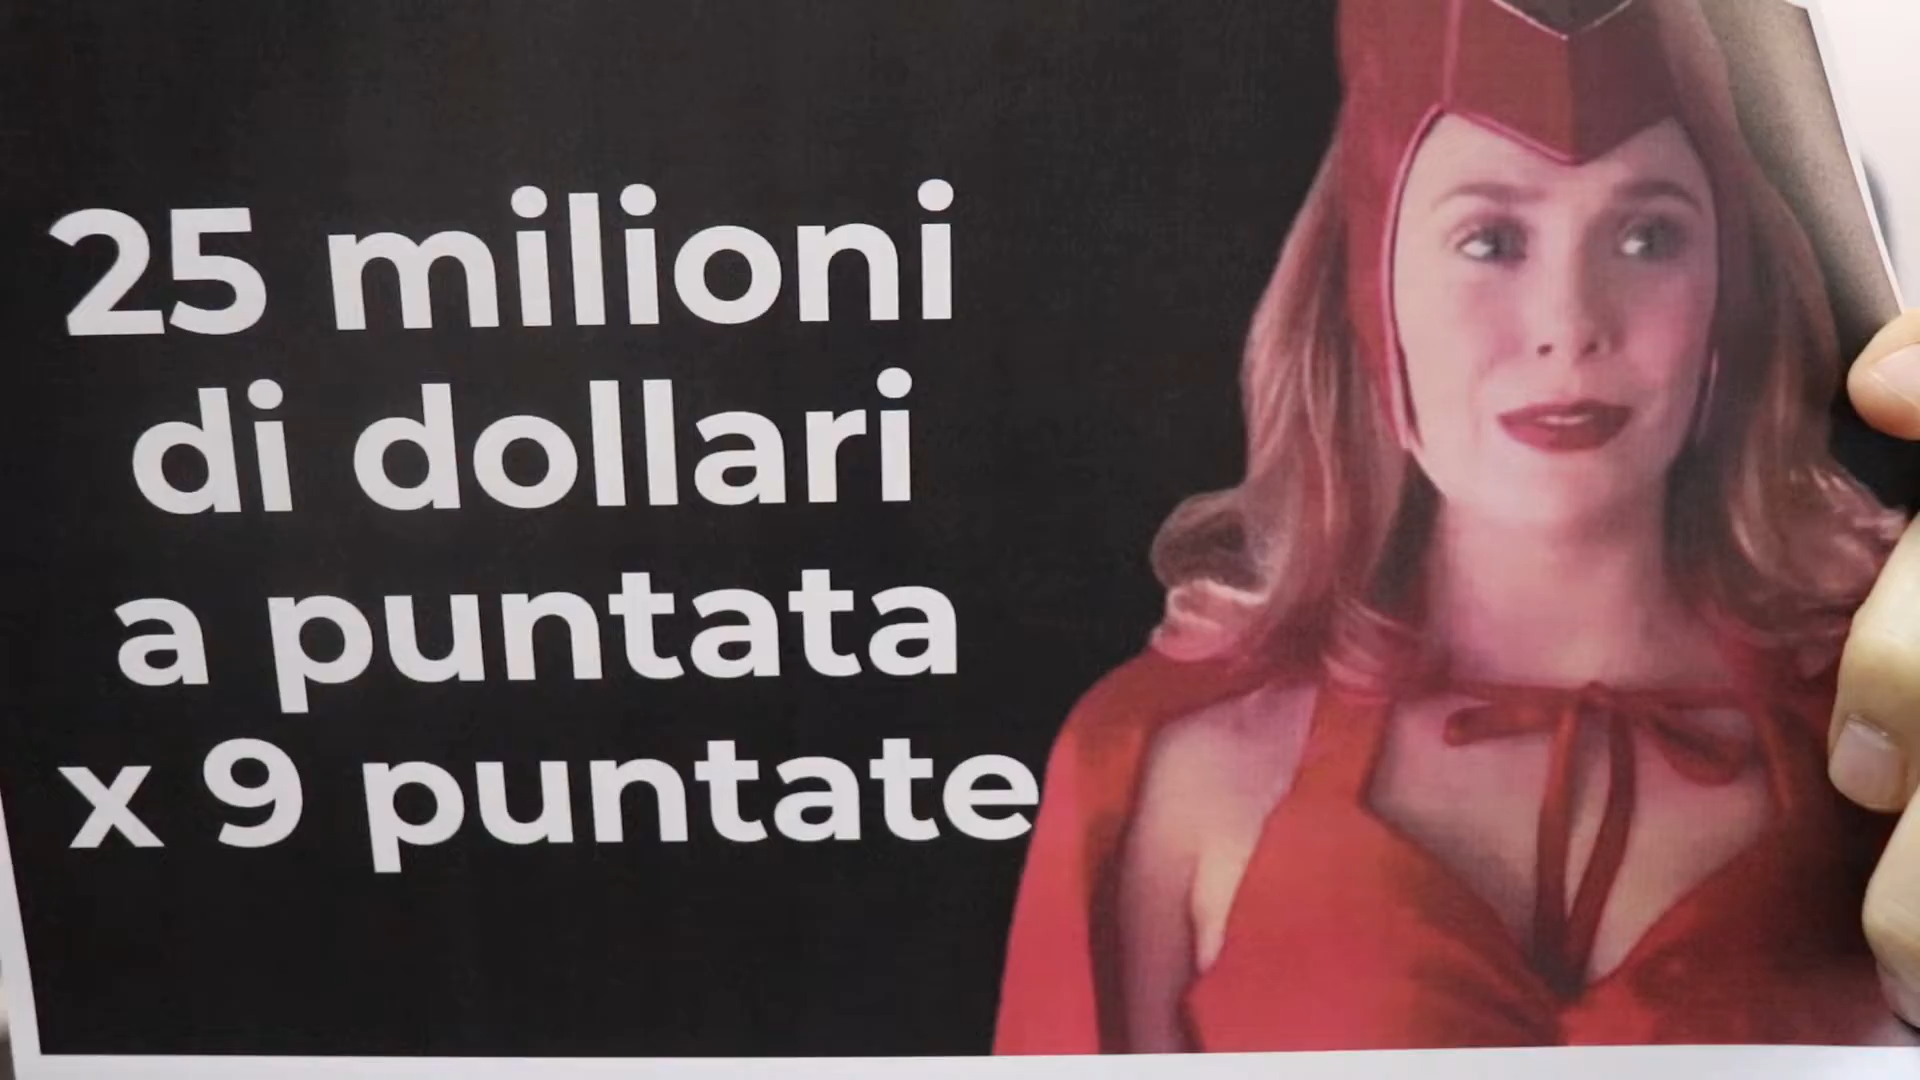 25 milioni
di dollari
a puntata
x 9 puntate